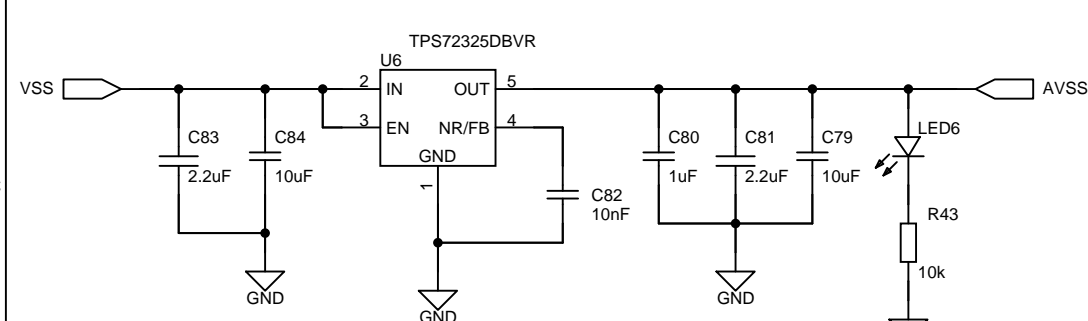 TPS72325DBVR
U6
VSS
2
IN
OUT
5
AVSS
3
EN
NR/FB
4
GND
1
C83
2.2uF
C84
10uF
C82
10nF
C80
1uF
C81
2.2uF
C79
10uF
LED6
R43
10k
GND
GND
GND